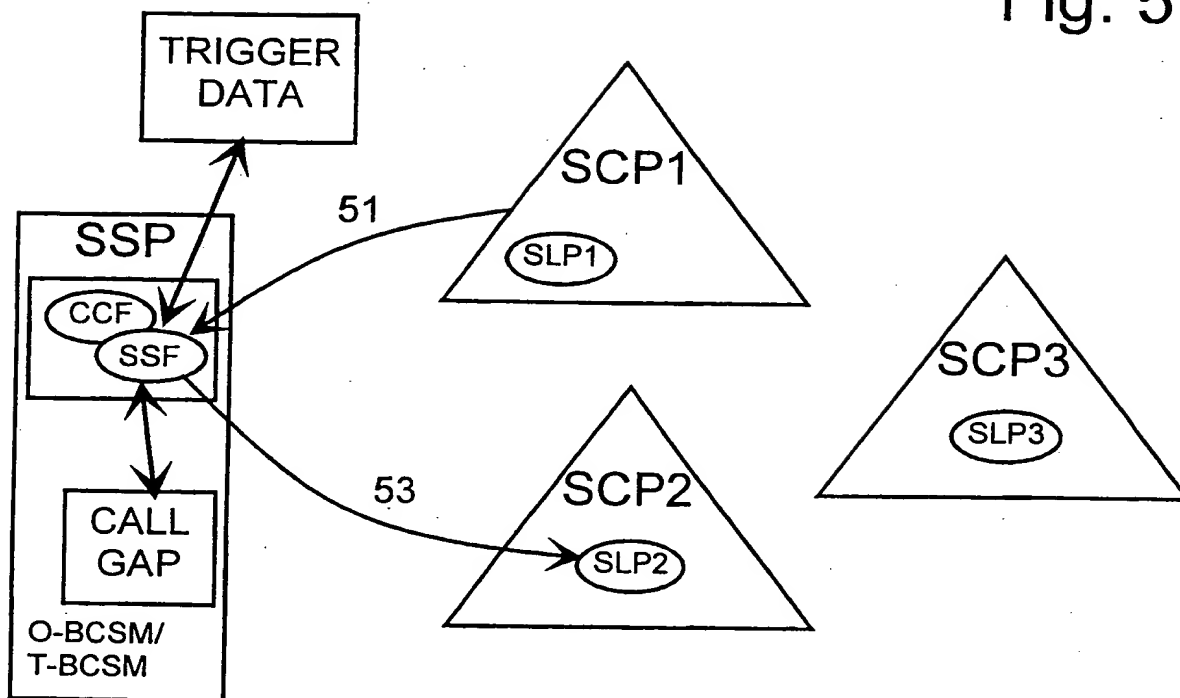 Fig. 5
TRIGGER
DATA
SCP1
51
SSP
SLP1
CCF
SSF
SCP3
SLP3
53
SCP2
CALL
GAP
SLP2
O-BCSM/
T-BCSM